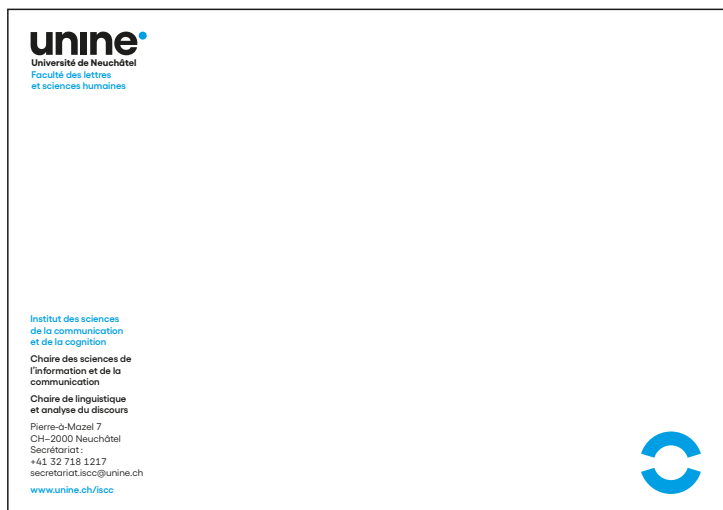 unine
Université de Neuchâtel
Faculté des lettres
et sciences humaines
Institut des sciences
de la communication
et de la cognition
Chaire des sciences de
l'information et de la
communication
Chaire de linguistique
et analyse du discours
Pierre-à-Mazel 7
CH–2000 Neuchâtel
Secrétariat :
+41 32 718 1217
secretariat.iscc@unine.ch
www.unine.ch/iscc